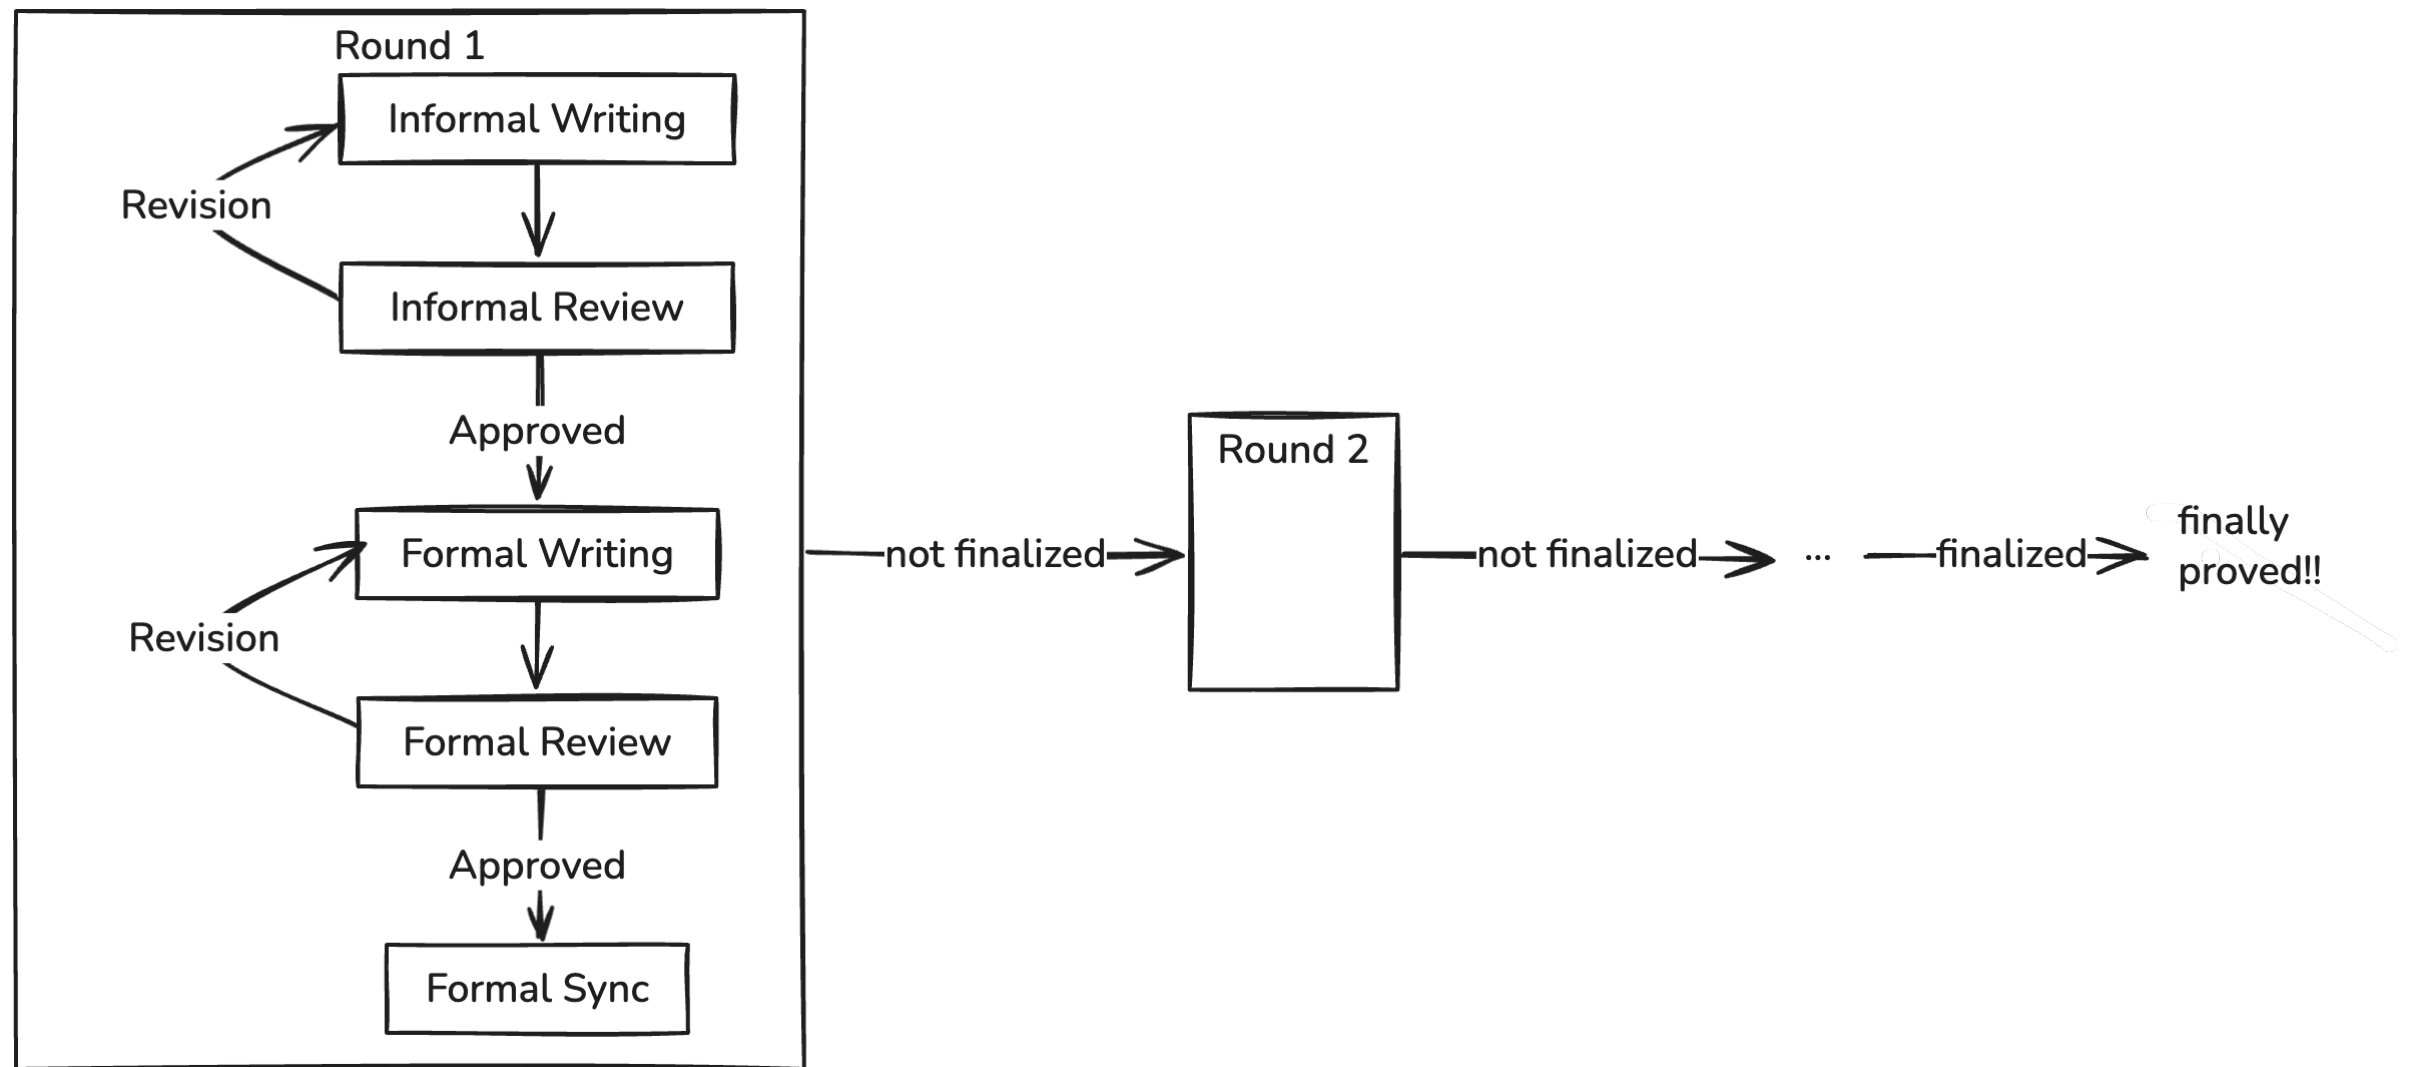 Round 1
Informal Writing
Revision
Informal Review
Approved
Formal Writing
Revision
Formal Review
Approved
Formal Sync
not finalized
Round 2
not finalized
...
finalized
finally
proved!!